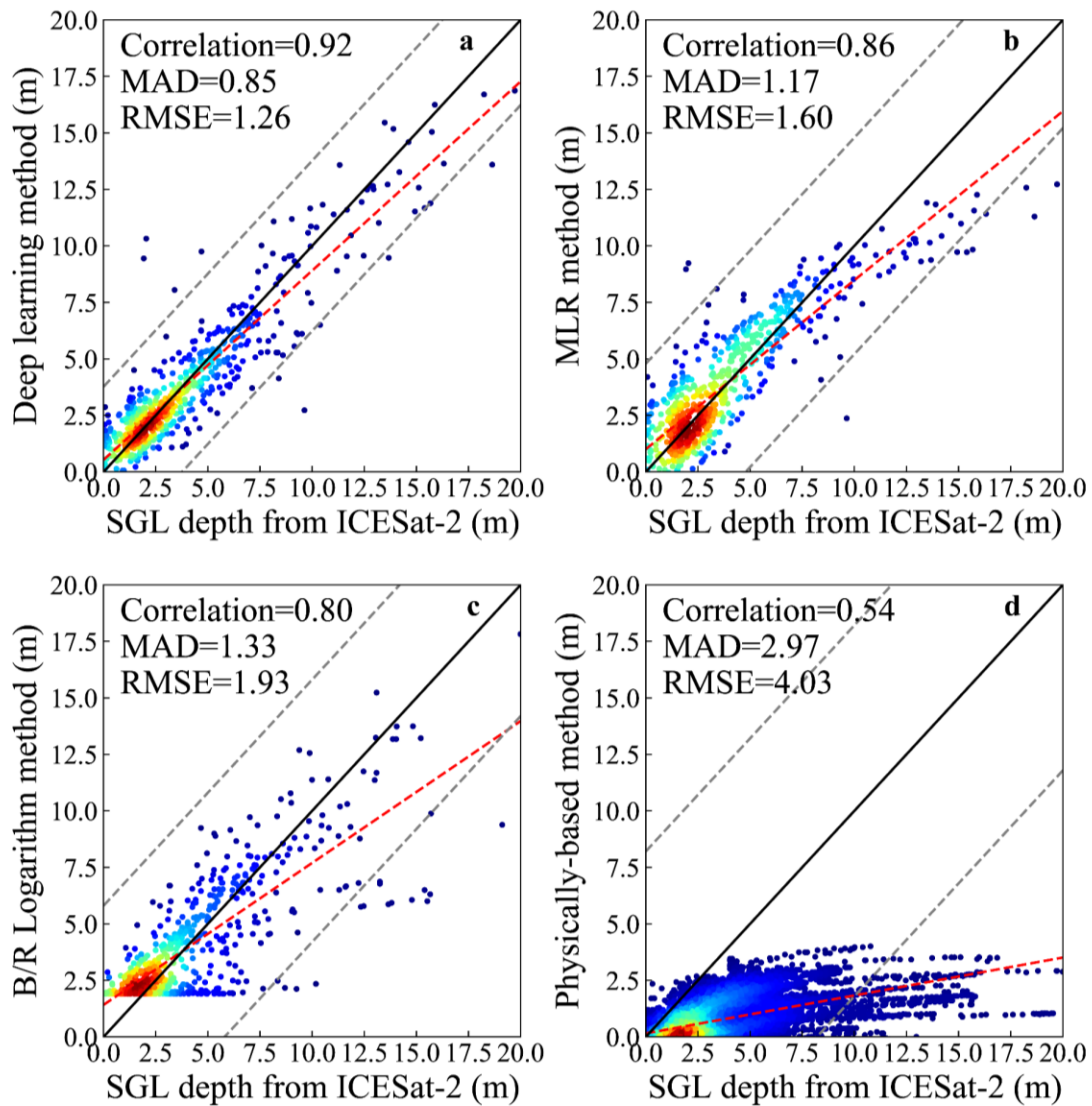 Correlation=0.92
MAD=0.85
RMSE=1.26
a
20.0
17.5
15.0
12.5
10.0
7.5
5.0
2.5
0.0
Deep learning method (m)
0.0 2.5 5.0 7.5 10.0 12.5 15.0 17.5 20.0
SGL depth from ICESat-2 (m)
Correlation=0.86
MAD=1.17
RMSE=1.60
b
20.0
17.5
15.0
12.5
10.0
7.5
5.0
2.5
0.0
MLR method (m)
0.0 2.5 5.0 7.5 10.0 12.5 15.0 17.5 20.0
SGL depth from ICESat-2 (m)
Correlation=0.80
MAD=1.33
RMSE=1.93
c
20.0
17.5
15.0
12.5
10.0
7.5
5.0
2.5
0.0
B/R Logarithm method (m)
0.0 2.5 5.0 7.5 10.0 12.5 15.0 17.5 20.0
SGL depth from ICESat-2 (m)
Correlation=0.54
MAD=2.97
RMSE=4.03
d
20.0
17.5
15.0
12.5
10.0
7.5
5.0
2.5
0.0
Physically-based method (m)
0.0 2.5 5.0 7.5 10.0 12.5 15.0 17.5 20.0
SGL depth from ICESat-2 (m)